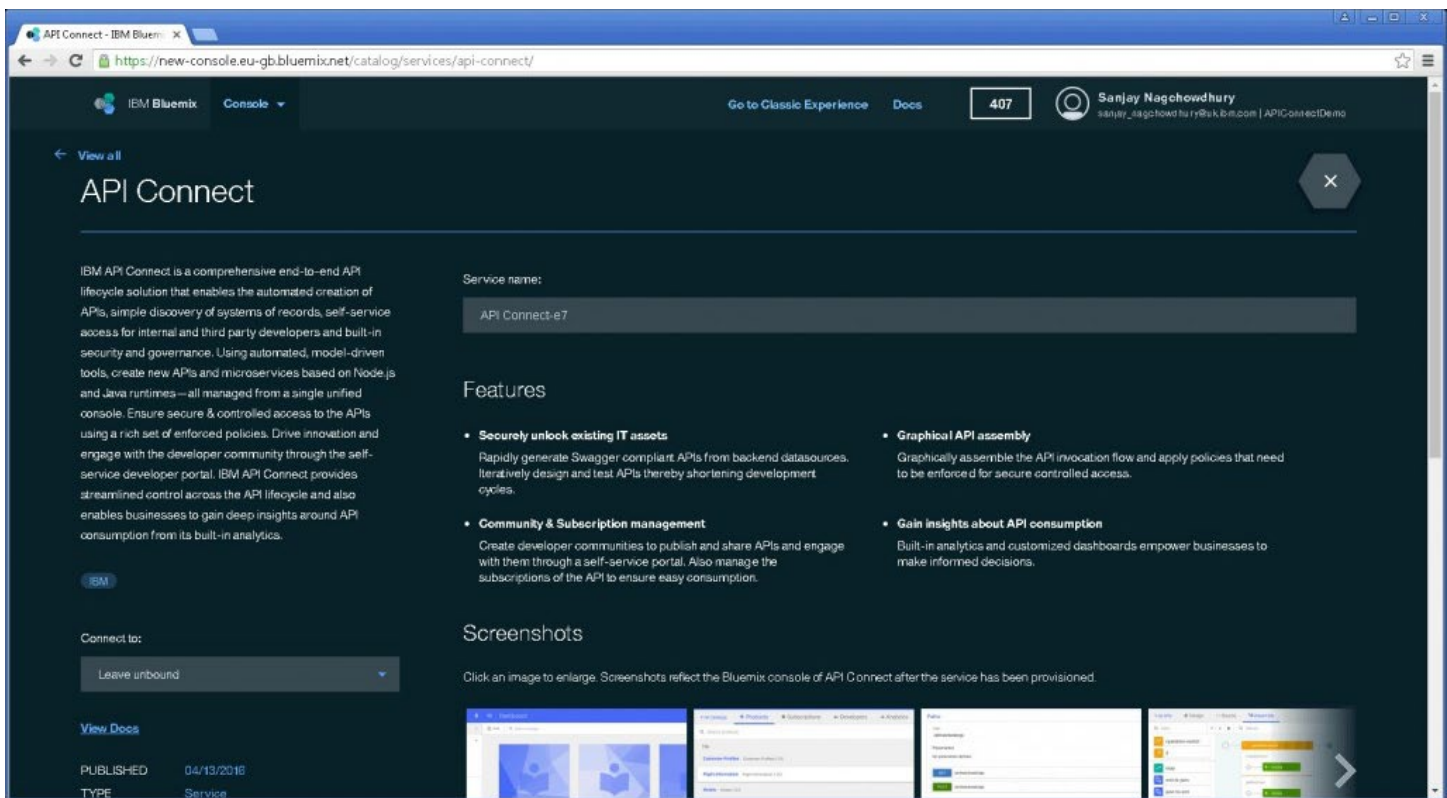 API Connect - IBM Bluem
https://new-console.eu-gb.bluemix.net/catalog/services/api-connect/
IBM Bluemix Console Go to Classic Experience Docs 407 Sanjay Nagchowdhury
sanjay_nagchowdhury@uk.ibm.com | APIConnectDemo
View all
API Connect
IBM API Connect is a comprehensive end-to-end API
lifecycle solution that enables the automated creation of
APIs, simple discovery of systems of records, self-service
access for internal and third party developers and built-in
security and governance. Using automated, model-driven
tools, create new APIs and microservices based on Node.js
and Java runtimes—all managed from a single unified
console. Ensure secure & controlled access to the APIs
using a rich set of enforced policies. Drive innovation and
engage with the developer community through the self-
service developer portal. IBM API Connect provides
streamlined control across the API lifecycle and also
enables businesses to gain deep insights around API
consumption from its built-in analytics.
IBM
Connect to:
Leave unbound
View Docs
PUBLISHED 04/13/2016
TYPE Service
Service name:
API Connect-e7
Features
Securely unlock existing IT assets
Rapidly generate Swagger compliant APIs from backend datasources.
Iteratively design and test APIs thereby shortening development
cycles.
Community & Subscription management
Create developer communities to publish and share APIs and engage
with them through a self-service portal. Also manage the
subscriptions of the API to ensure easy consumption.
Graphical API assembly
Graphically assemble the API invocation flow and apply policies that need
to be enforced for secure controlled access.
Gain insights about API consumption
Built-in analytics and customized dashboards empower businesses to
make informed decisions.
Screenshots
Click an image to enlarge. Screenshots reflect the Bluemix console of API Connect after the service has been provisioned.
Dashboard
Products Subscriptions Developers Analytics
Paths